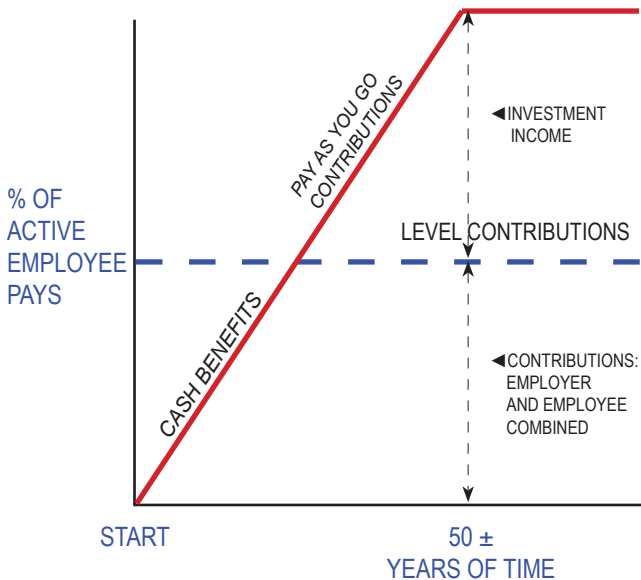 PAY AS YOU GO
CONTRIBUTIONS
◄INVESTMENT
INCOME
% OF
ACTIVE
EMPLOYEE
PAYS
LEVEL CONTRIBUTIONS
CASH BENEFITS
◄CONTRIBUTIONS:
EMPLOYER
AND EMPLOYEE
COMBINED
START
50 ±
YEARS OF TIME